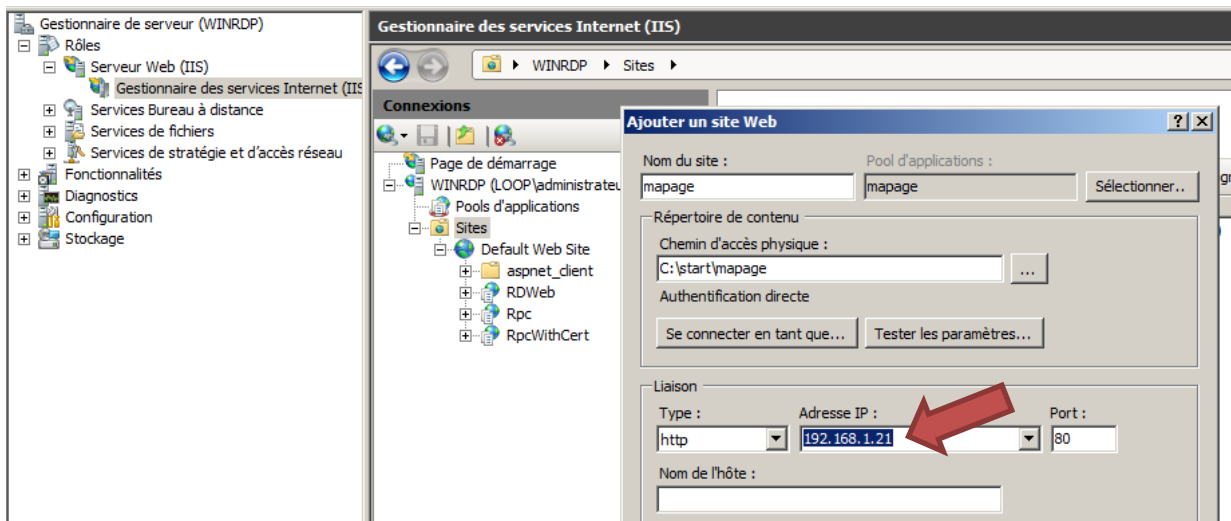 Gestionnaire de serveur (WINRDP)
Rôles
Serveur Web (IIS)
Gestionnaire des services Internet (IIS
Services Bureau à distance
Services de fichiers
Services de stratégie et d'accès réseau
Fonctionnalités
Diagnostics
Configuration
Stockage
Gestionnaire des services Internet (IIS)
WINRDP Sites
Connexions
Page de démarrage
WINRDP (LOOP\administrateu
Pools d'applications
Sites
Default Web Site
aspnet_client
RDWeb
Rpc
RpcWithCert
Ajouter un site Web
Nom du site : Pool d'applications :
mapage mapage Sélectionner..
Répertoire de contenu
Chemin d'accès physique :
C:\start\mapage ...
Authentification directe
Se connecter en tant que... Tester les paramètres...
Liaison
Type : Adresse IP : Port :
http 192.168.1.21 80
Nom de l'hôte :